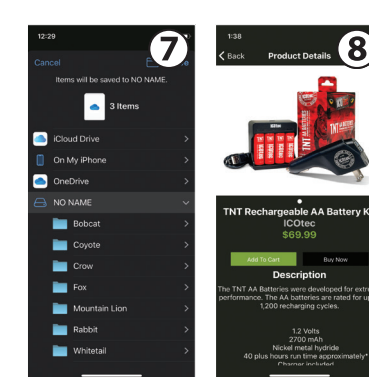 12:29
7
Cancel
Items will be saved to NO NAME.
3 Items
iCloud Drive
On My iPhone
OneDrive
NO NAME
Bobcat
Coyote
Crow
Fox
Mountain Lion
Rabbit
Whitetail
1:38
8
Back
Product Details
TNT Rechargeable AA Battery K
ICOtec
$69.99
Add To Cart
Buy Now
Description
The TNT AA Batteries were developed for extr
performance. The AA batteries are rated for up
1,200 recharging cycles.
1.2 Volts
2700 mAh
Nickel metal hydride
40 plus hours run time approximately*
Charger included